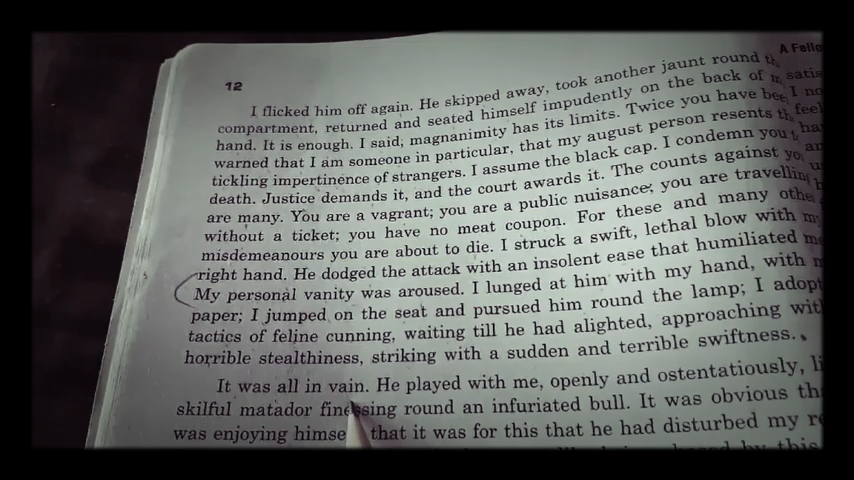 12
A Fello
I flicked him off again. He skipped away, took another jaunt round th
compartment, returned and seated himself impudently on the back of m
hand. It is enough. I said; magnanimity has its limits. Twice you have bee
warned that I am someone in particular, that my august person resents th
tickling impertinence of strangers. I assume the black cap. I condemn you t
death. Justice demands it, and the court awards it. The counts against yo
are many. You are a vagrant; you are a public nuisance; you are travelling
without a ticket; you have no meat coupon. For these and many othe
misdemeanours you are about to die. I struck a swift, lethal blow with my
right hand. He dodged the attack with an insolent ease that humiliated me
My personal vanity was aroused. I lunged at him with my hand, with m
paper; I jumped on the seat and pursued him round the lamp; I adopt
tactics of feline cunning, waiting till he had alighted, approaching wit
horrible stealthiness, striking with a sudden and terrible swiftness.
It was all in vain. He played with me, openly and ostentatiously, li
skilful matador finessing round an infuriated bull. It was obvious tha
was enjoying himse that it was for this that he had disturbed my re
by this